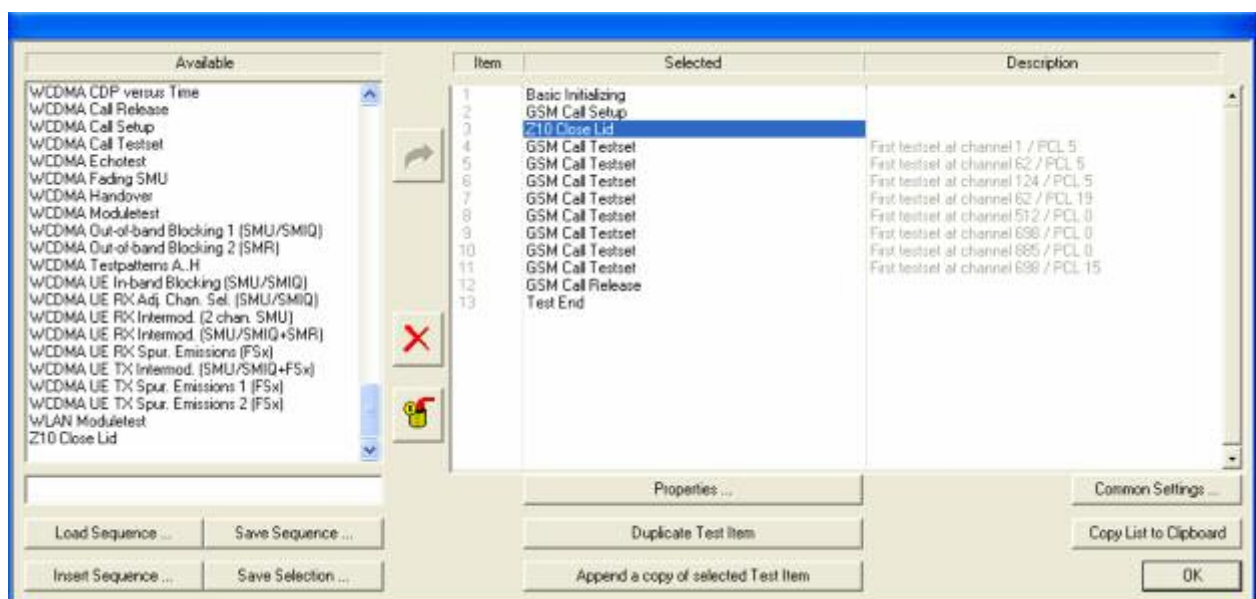 Available
WCDMA CDP versus Time
WCDMA Call Release
WCDMA Call Setup
WCDMA Call Testset
WCDMA Echotest
WCDMA Fading SMU
WCDMA Handover
WCDMA Moduletest
WCDMA Out-of-band Blocking 1 (SMU/SMIQ)
WCDMA Out-of-band Blocking 2 (SMR)
WCDMA Testpatterns A..H
WCDMA UE In-band Blocking (SMU/SMIQ)
WCDMA UE RX Adj. Chan. Sel. (SMU/SMIQ)
WCDMA UE RX Intermod. (2 chan. SMU)
WCDMA UE RX Intermod. (SMU/SMIQ+SMR)
WCDMA UE RX Spur. Emissions (FSx)
WCDMA UE TX Intermod. (SMU/SMIQ+FSx)
WCDMA UE TX Spur. Emissions 1 (FSx)
WCDMA UE TX Spur. Emissions 2 (FSx)
WLAN Moduletest
Z10 Close Lid
Load Sequence ... Save Sequence ...
Insert Sequence ... Save Selection ...
Item Selected Description
1 Basic Initializing
2 GSM Call Setup
3 Z10 Close Lid
4 GSM Call Testset First testset at channel 1 / PCL 5
5 GSM Call Testset First testset at channel 62 / PCL 5
6 GSM Call Testset First testset at channel 124 / PCL 5
7 GSM Call Testset First testset at channel 62 / PCL 19
8 GSM Call Testset First testset at channel 512 / PCL 0
9 GSM Call Testset First testset at channel 698 / PCL 0
10 GSM Call Testset First testset at channel 885 / PCL 0
11 GSM Call Testset First testset at channel 698 / PCL 15
12 GSM Call Release
13 Test End
Properties ... Common Settings ...
Duplicate Test Item Copy List to Clipboard
Append a copy of selected Test Item OK